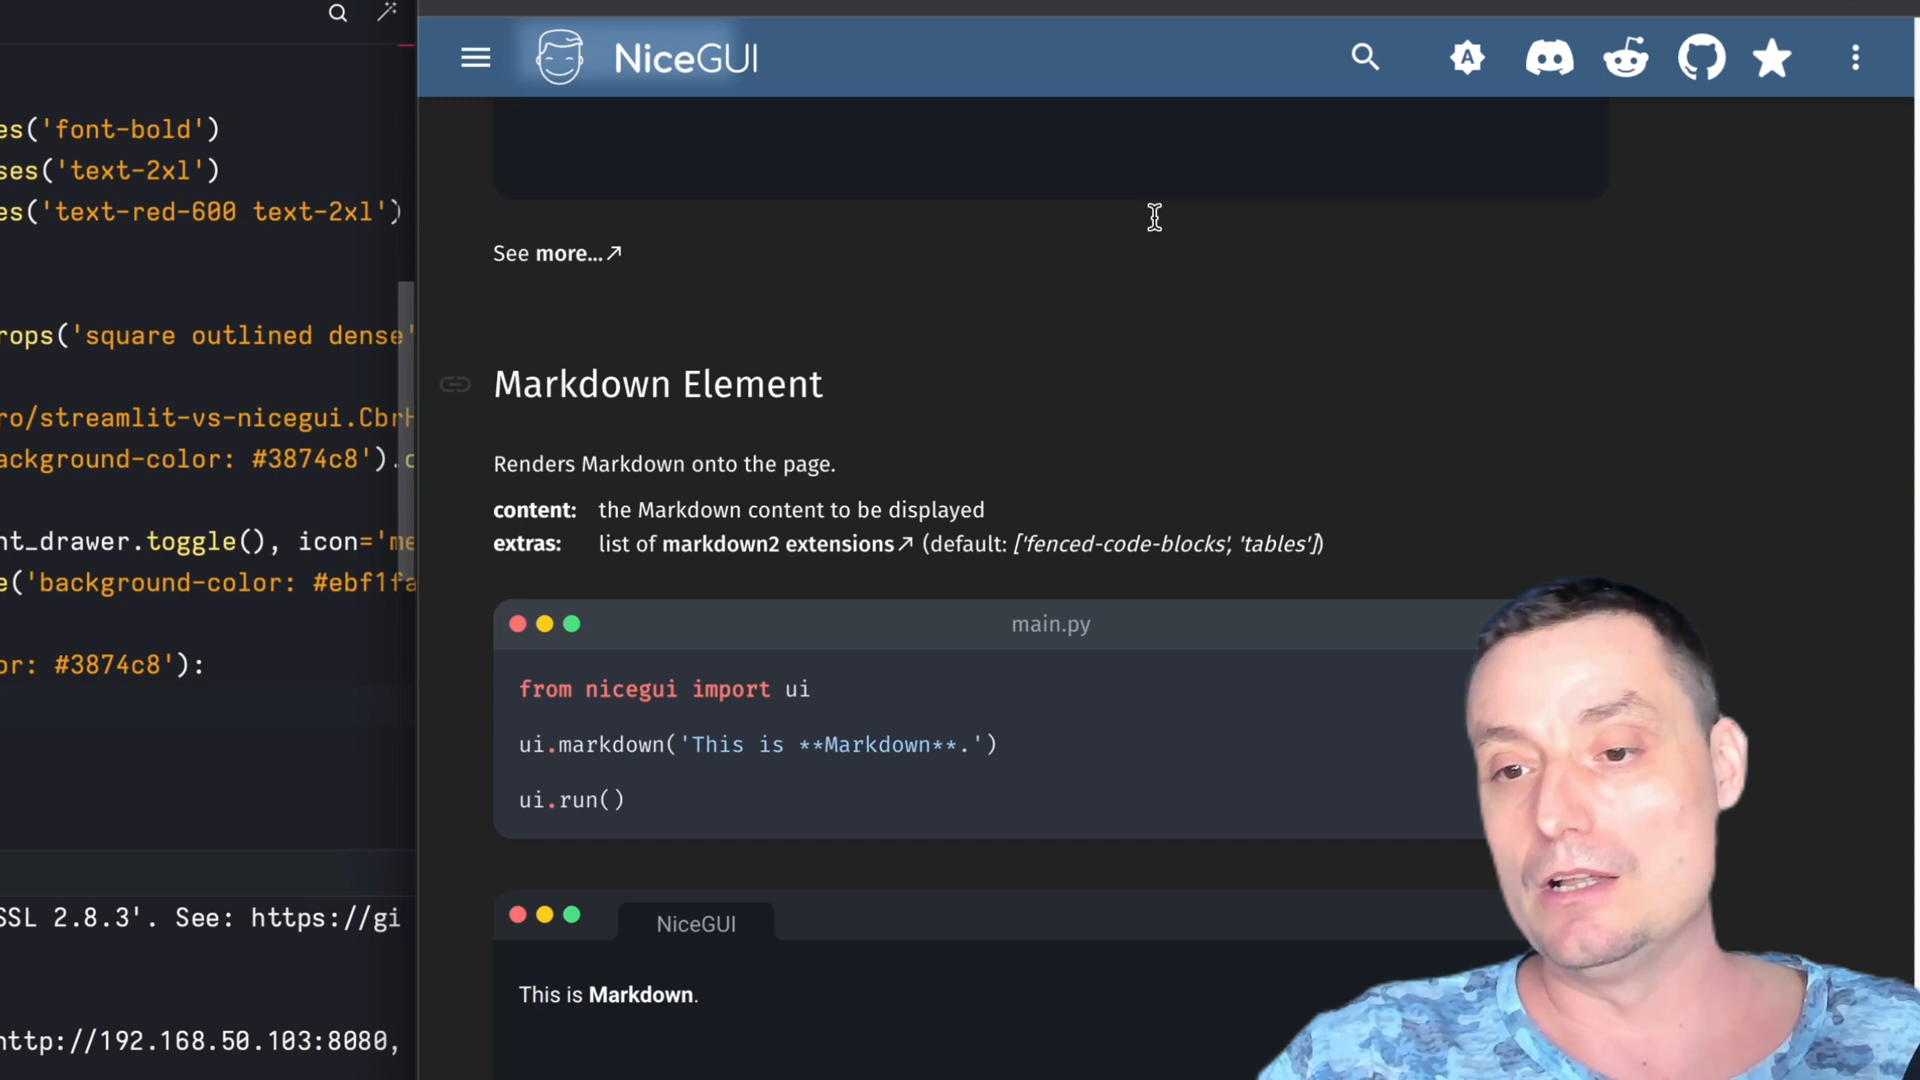 es('font-bold')
ses('text-2xl')
es('text-red-600 text-2xl')
rops('square outlined dense'
ro/streamlit-vs-nicegui.Cbr
ackground-color: #3874c8').c
nt_drawer.toggle(), icon='me
e('background-color: #ebf1fa
or: #3874c8'):
SSL 2.8.3'. See: https://gi
http://192.168.50.103:8080,
NiceGUI
A
See more...
Markdown Element
Renders Markdown onto the page.
content: the Markdown content to be displayed
extras: list of markdown2 extensions (default: ['fenced-code-blocks', 'tables'])
main.py
from nicegui import ui
ui.markdown('This is **Markdown**.')
ui.run()
NiceGUI
This is Markdown.